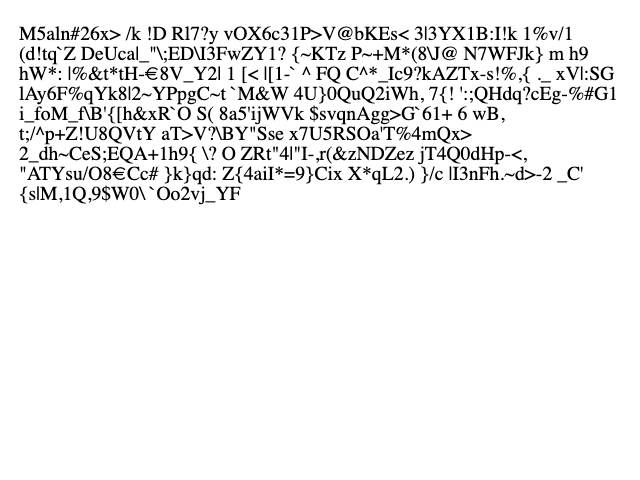 M5aln#26x> /k !D Rl7?y vOX6c31P>V@bKEs< 3|3YX1B:I!k 1%v/1
(d!tq`Z DeUca|_"\;ED\I3FwZY1? {~KTz P~+M*(8\J@ N7WFJk} m h9
hW*: |%&t*tH-€8V_Y2| 1 [< |[1-` ^ FQ C^*_Ic9?kAZTx-s!%,{ ._ xV|:SG
lAy6F%qYk8|2~YPpgC~t `M&W 4U}0QuQ2iWh, 7{! ':;QHdq?cEg-%#G1
i_foM_f\B'{[h&xR`O S( 8a5'ijWVk $svqnAgg>G`61+ 6 wB,
t;/^p+Z!U8QVtY aT>V?\BY"Sse x7U5RSOa'T%4mQx>
2_dh~CeS;EQA+1h9{ \? O ZRt"4|"I-,r(&zNDZez jT4Q0dHp-<,
"ATYsu/O8€Cc# }k}qd: Z{4aiI*=9}Cix X*qL2.) }/c |I3nFh.~d>-2 _C'
{s|M,1Q,9$W0\`Oo2vj_YF